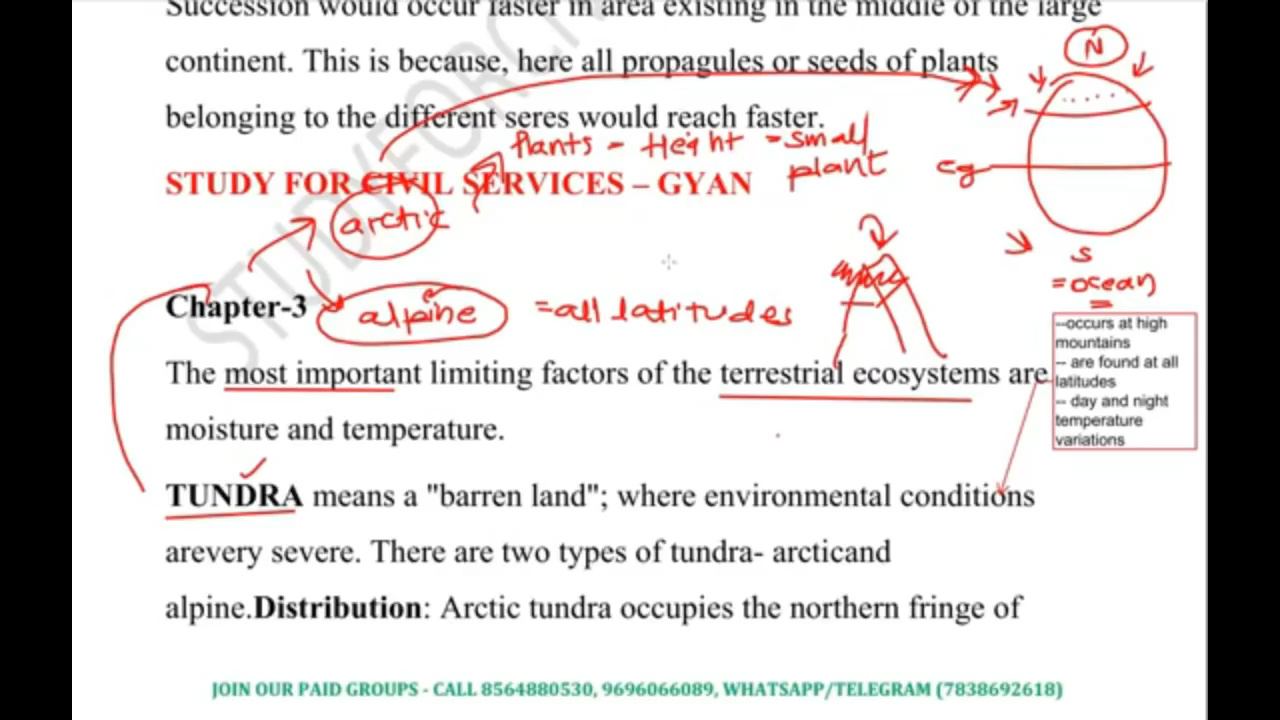 Succession would occur faster in area existing in the middle of the large
continent. This is because, here all propagules or seeds of plants
belonging to the different seres would reach faster.
Plants - Height = small
plant
STUDY FOR CIVIL SERVICES – GYAN
arctic
N
eq
S
=ocean
Chapter-3
alpine
=all latitudes
--occurs at high
mountains
-- are found at all
latitudes
-- day and night
temperature
variations
The most important limiting factors of the terrestrial ecosystems are
moisture and temperature.
TUNDRA means a "barren land"; where environmental conditions
arevery severe. There are two types of tundra- arcticand
alpine.Distribution: Arctic tundra occupies the northern fringe of
JOIN OUR PAID GROUPS - CALL 8564880530, 9696066089, WHATSAPP/TELEGRAM (7838692618)
STUDYFORCI